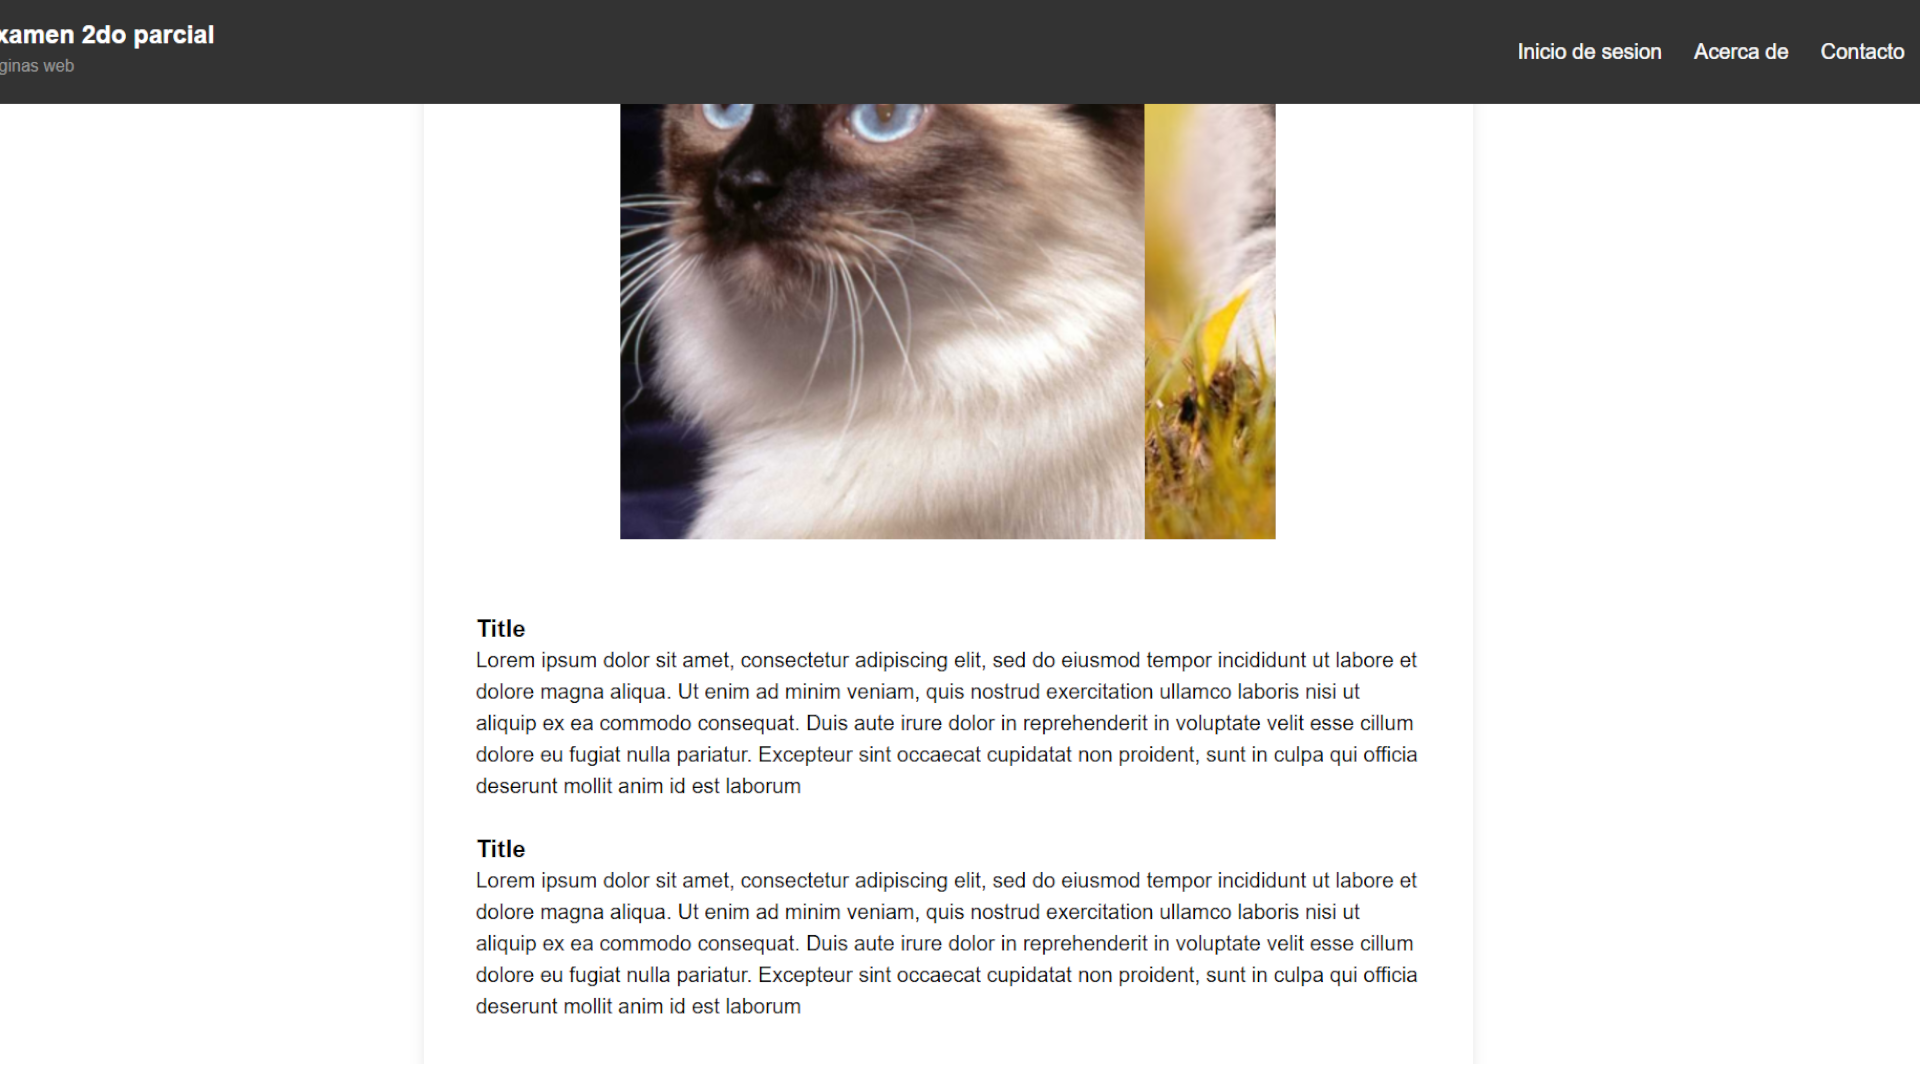 xamen 2do parcial
ginas web
Inicio de sesion Acerca de Contacto
Title
Lorem ipsum dolor sit amet, consectetur adipiscing elit, sed do eiusmod tempor incididunt ut labore et
dolore magna aliqua. Ut enim ad minim veniam, quis nostrud exercitation ullamco laboris nisi ut
aliquip ex ea commodo consequat. Duis aute irure dolor in reprehenderit in voluptate velit esse cillum
dolore eu fugiat nulla pariatur. Excepteur sint occaecat cupidatat non proident, sunt in culpa qui officia
deserunt mollit anim id est laborum
Title
Lorem ipsum dolor sit amet, consectetur adipiscing elit, sed do eiusmod tempor incididunt ut labore et
dolore magna aliqua. Ut enim ad minim veniam, quis nostrud exercitation ullamco laboris nisi ut
aliquip ex ea commodo consequat. Duis aute irure dolor in reprehenderit in voluptate velit esse cillum
dolore eu fugiat nulla pariatur. Excepteur sint occaecat cupidatat non proident, sunt in culpa qui officia
deserunt mollit anim id est laborum